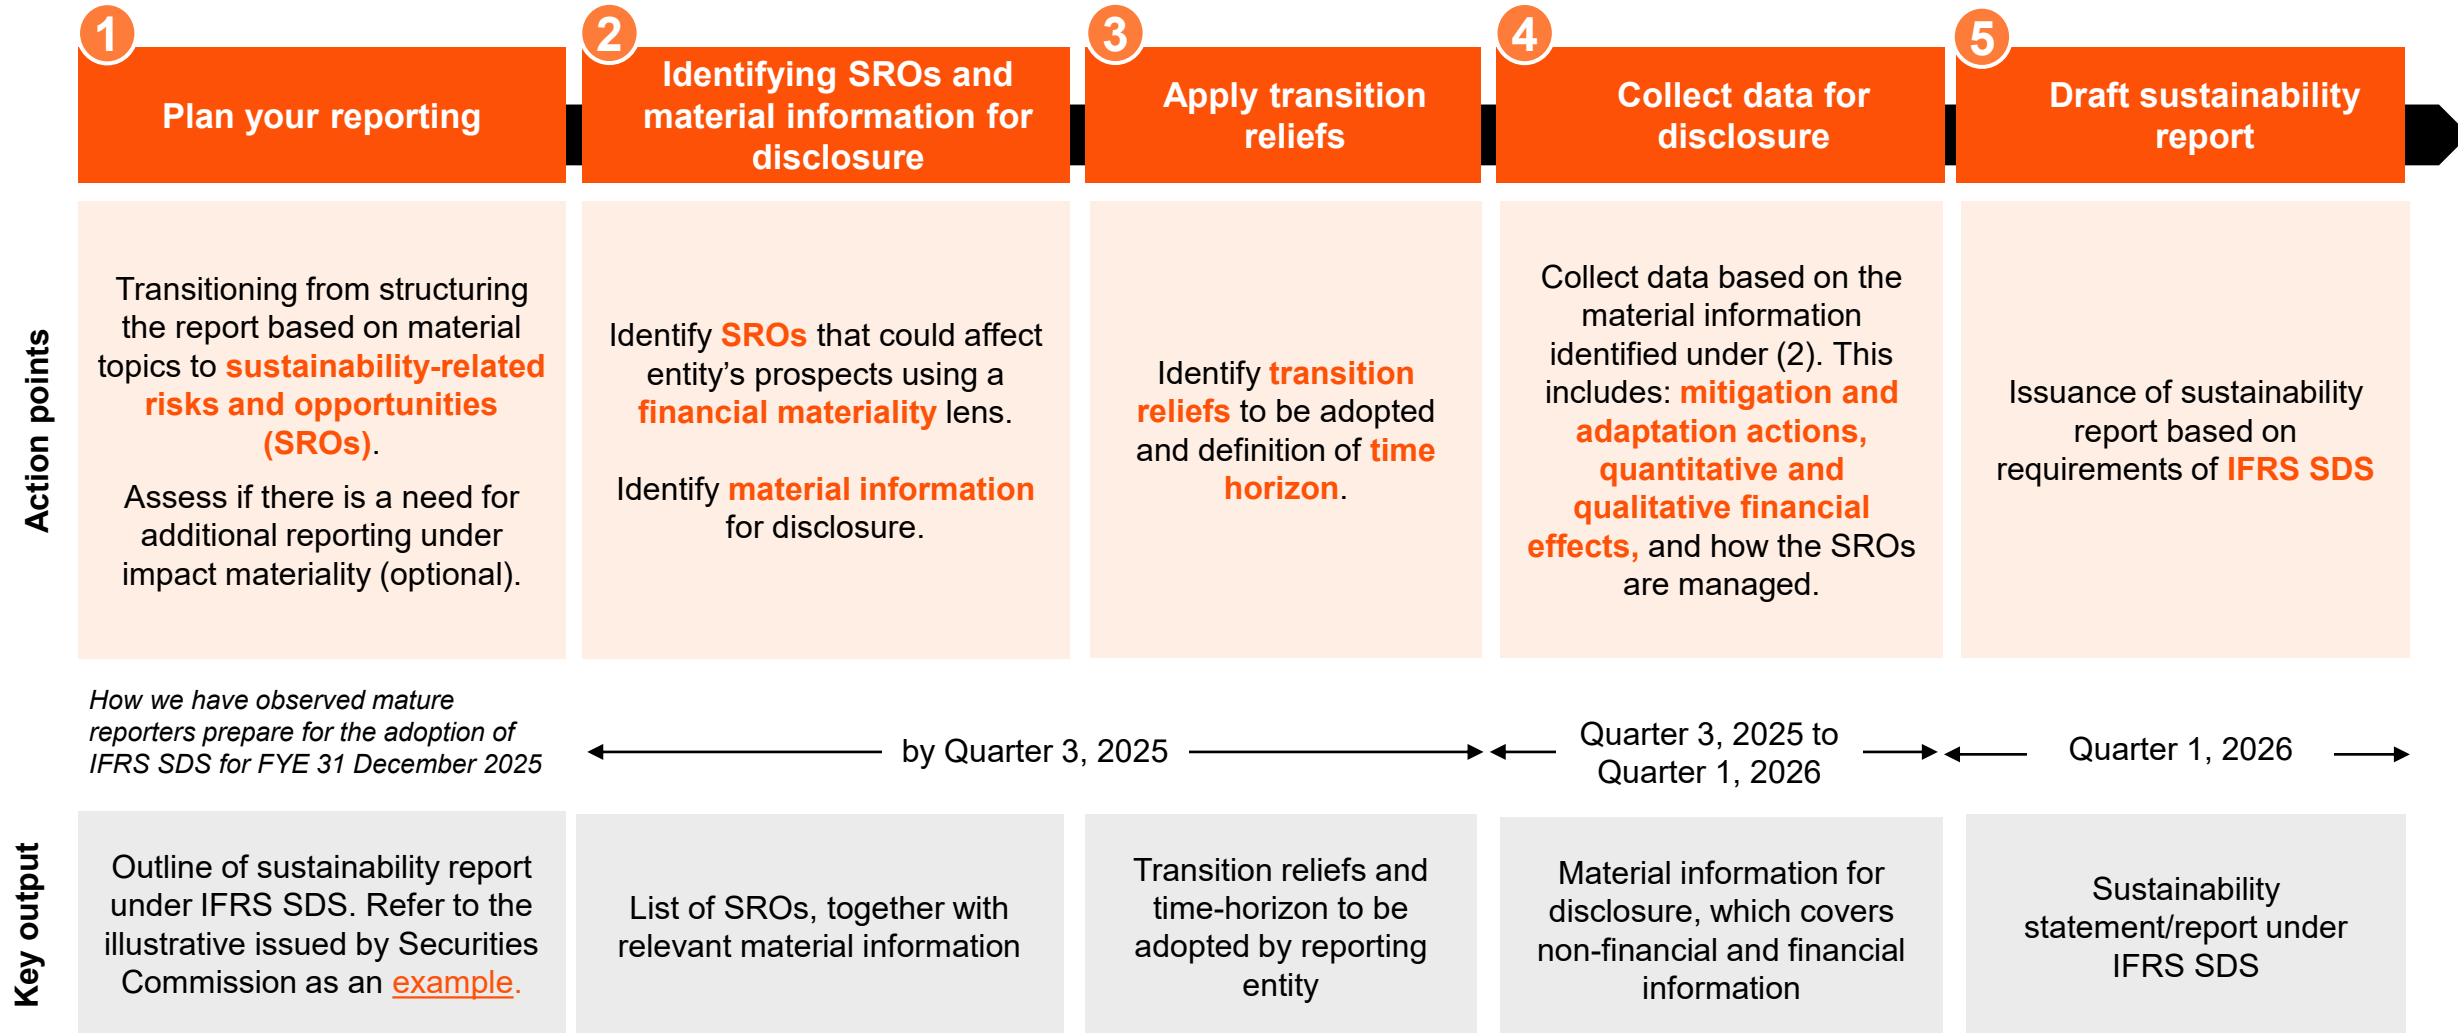 1
Plan your reporting
2
Identifying SROs and
material information for
disclosure
3
Apply transition
reliefs
4
Collect data for
disclosure
5
Draft sustainability
report
Action points
Transitioning from structuring
the report based on material
topics to sustainability-related
risks and opportunities
(SROs).
Assess if there is a need for
additional reporting under
impact materiality (optional).
Identify SROs that could affect
entity’s prospects using a
financial materiality lens.
Identify material information
for disclosure.
Identify transition
reliefs to be adopted
and definition of time
horizon.
Collect data based on the
material information
identified under (2). This
includes: mitigation and
adaptation actions,
quantitative and
qualitative financial
effects, and how the SROs
are managed.
Issuance of sustainability
report based on
requirements of IFRS SDS
How we have observed mature
reporters prepare for the adoption of
IFRS SDS for FYE 31 December 2025
by Quarter 3, 2025
Quarter 3, 2025 to
Quarter 1, 2026
Quarter 1, 2026
Key output
Outline of sustainability report
under IFRS SDS. Refer to the
illustrative issued by Securities
Commission as an example.
List of SROs, together with
relevant material information
Transition reliefs and
time-horizon to be
adopted by reporting
entity
Material information for
disclosure, which covers
non-financial and financial
information
Sustainability
statement/report under
IFRS SDS